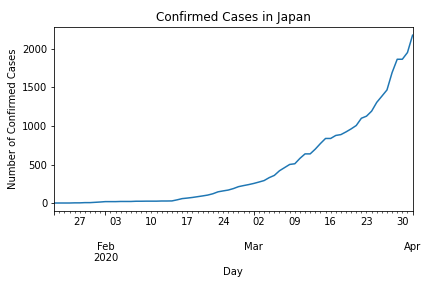 Confirmed Cases in Japan
Number of Confirmed Cases
2000
1500
1000
500
0
27 03 10 17 24 02 09 16 23 30
Feb Mar Apr
2020
Day